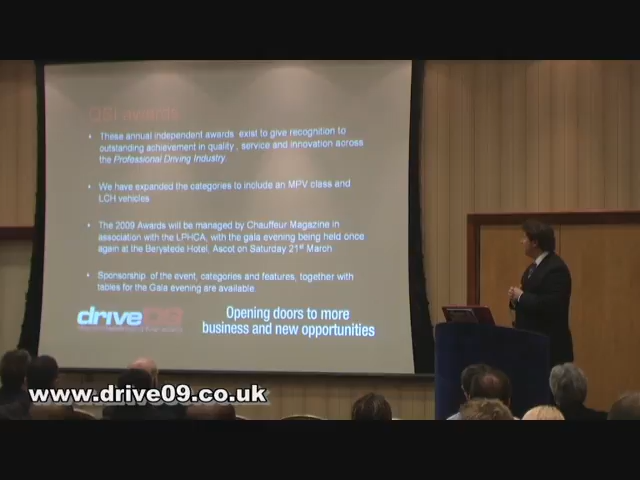 QSi awards
• These annual independent awards exist to give recognition to
outstanding achievement in quality , service and innovation across
the Professional Driving Industry.
• We have expanded the categories to include an MPV class and
LCH vehicles
• The 2009 Awards will be managed by Chauffeur Magazine in
association with the LPHCA, with the gala evening being held once
again at the Berystede Hotel, Ascot on Saturday 21st March
• Sponsorship of the event, categories and features, together with
tables for the Gala evening are available.
drive09
Opening doors to more
business and new opportunities
www.drive09.co.uk